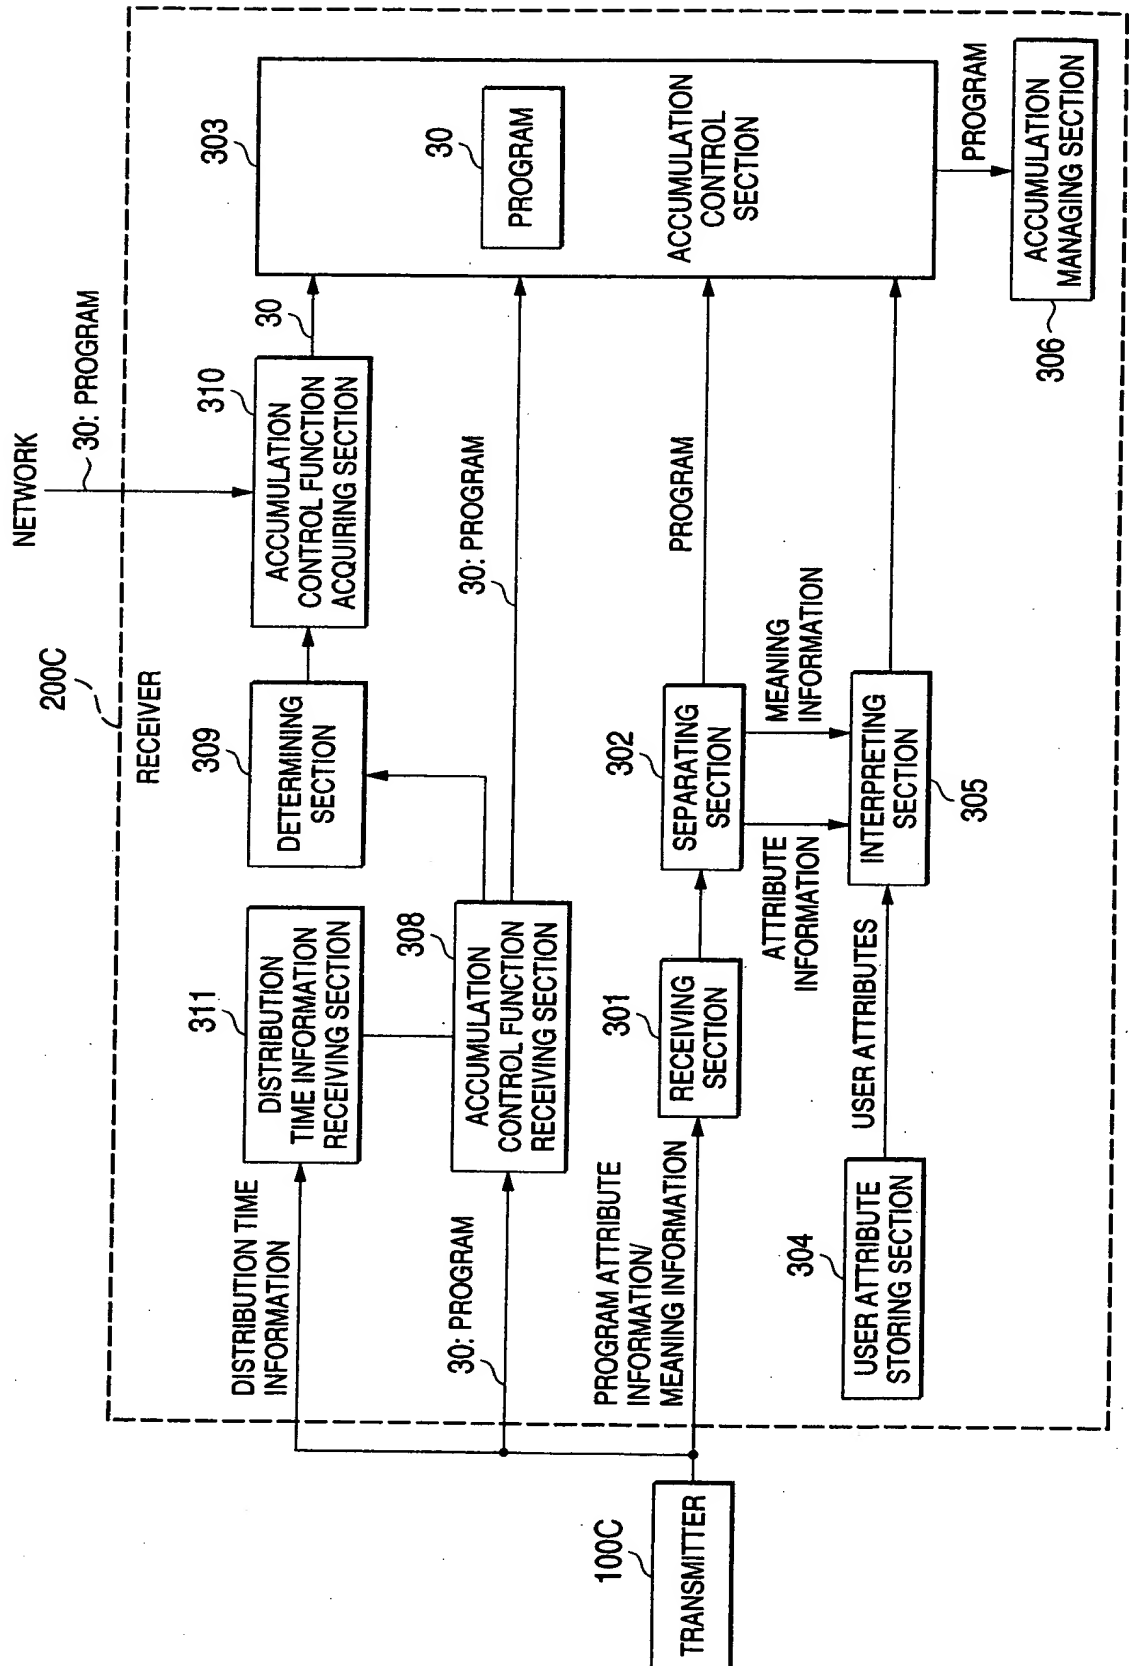 NETWORK
30: PROGRAM
200C
RECEIVER
311
DISTRIBUTION
TIME INFORMATION
RECEIVING SECTION
309
DETERMINING
SECTION
310
ACCUMULATION
CONTROL FUNCTION
ACQUIRING SECTION
30
303
30
PROGRAM
ACCUMULATION
CONTROL
SECTION
DISTRIBUTION TIME
INFORMATION
30: PROGRAM
308
ACCUMULATION
CONTROL FUNCTION
RECEIVING SECTION
30: PROGRAM
100C
TRANSMITTER
PROGRAM ATTRIBUTE
INFORMATION/
MEANING INFORMATION
301
RECEIVING
SECTION
302
SEPARATING
SECTION
PROGRAM
ATTRIBUTE
INFORMATION
MEANING
INFORMATION
304
USER ATTRIBUTE
STORING SECTION
USER ATTRIBUTES
INTERPRETING
SECTION
305
PROGRAM
ACCUMULATION
MANAGING SECTION
306